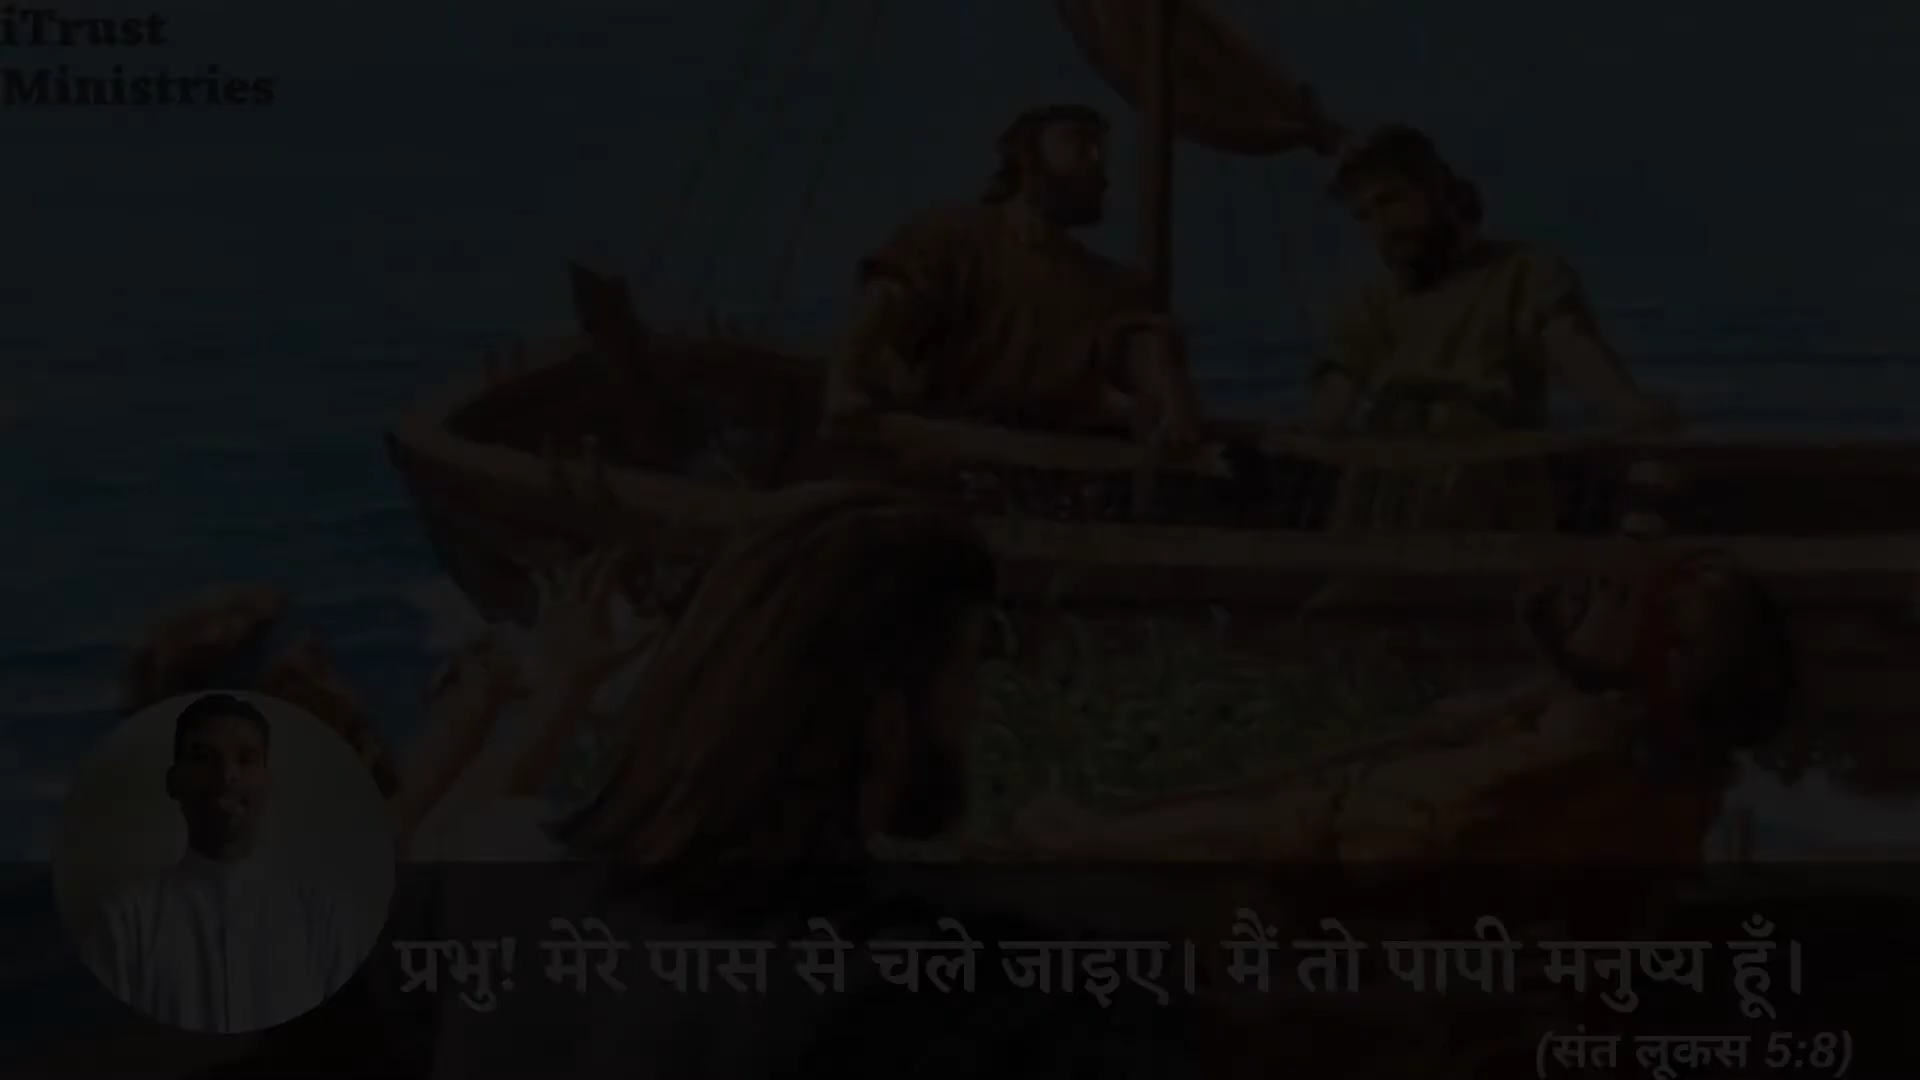 iTrust
Ministries
प्रभु! मेरे पास से चले जाइए। मैं तो पापी मनुष्य हूँ।
(संत लूकस 5:8)